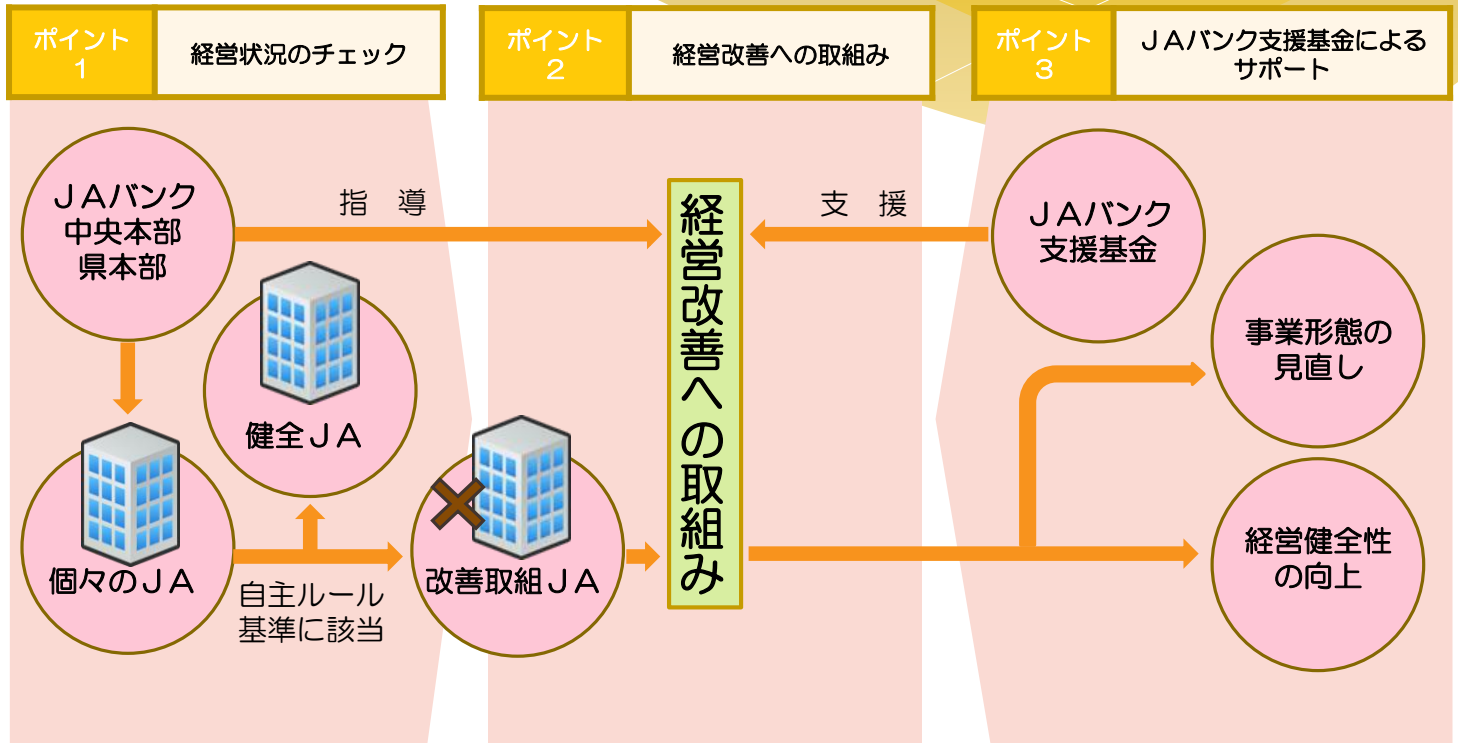 ポイント
1
経営状況のチェック
ポイント
2
経営改善への取組み
ポイント
3
ＪＡバンク支援基金による
サポート
ＪＡバンク
中央本部
県本部
指　導
健全ＪＡ
個々のＪＡ
自主ルール
基準に該当
改善取組ＪＡ
経営改善への取組み
支　援
ＪＡバンク
支援基金
事業形態の
見直し
経営健全性
の向上